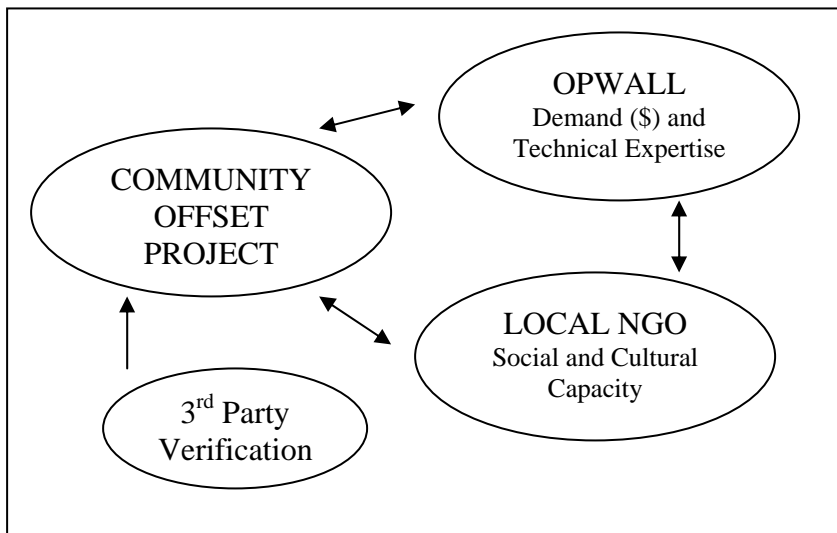 OPWALL
Demand ($) and
Technical Expertise
COMMUNITY
OFFSET
PROJECT
LOCAL NGO
Social and Cultural
Capacity
3rd Party
Verification